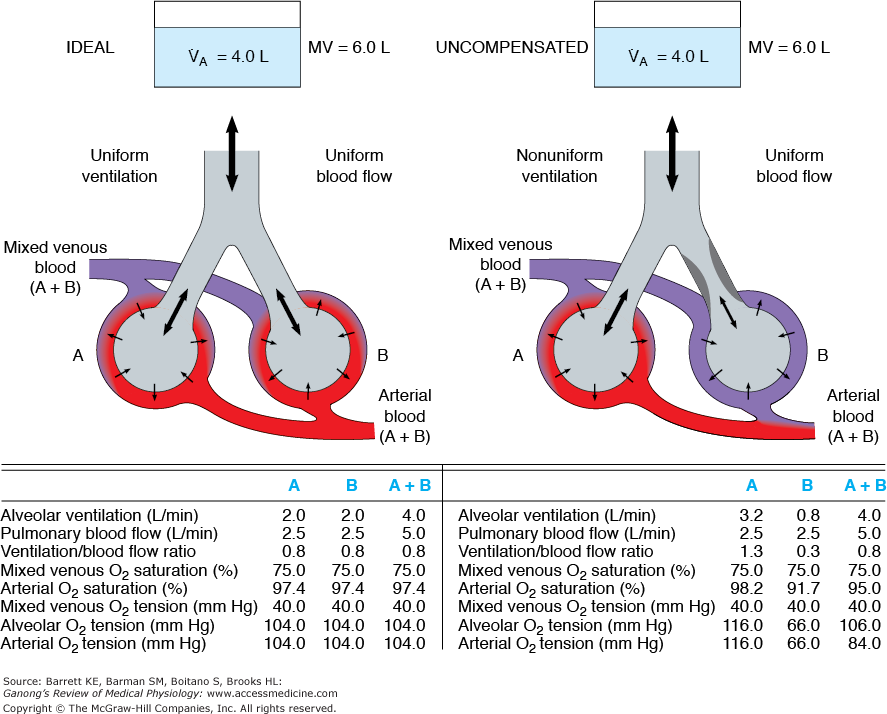 IDEAL
V̇A = 4.0 L
MV = 6.0 L
Uniform
ventilation
Uniform
blood flow
Mixed venous
blood
(A + B)
A
B
Arterial
blood
(A + B)
UNCOMPENSATED
V̇A = 4.0 L
MV = 6.0 L
Nonuniform
ventilation
Uniform
blood flow
Mixed venous
blood
(A + B)
A
B
Arterial
blood
(A + B)
A B A + B
Alveolar ventilation (L/min) 2.0 2.0 4.0
Pulmonary blood flow (L/min) 2.5 2.5 5.0
Ventilation/blood flow ratio 0.8 0.8 0.8
Mixed venous O2 saturation (%) 75.0 75.0 75.0
Arterial O2 saturation (%) 97.4 97.4 97.4
Mixed venous O2 tension (mm Hg) 40.0 40.0 40.0
Alveolar O2 tension (mm Hg) 104.0 104.0 104.0
Arterial O2 tension (mm Hg) 104.0 104.0 104.0
A B A + B
Alveolar ventilation (L/min) 3.2 0.8 4.0
Pulmonary blood flow (L/min) 2.5 2.5 5.0
Ventilation/blood flow ratio 1.3 0.3 0.8
Mixed venous O2 saturation (%) 75.0 75.0 75.0
Arterial O2 saturation (%) 98.2 91.7 95.0
Mixed venous O2 tension (mm Hg) 40.0 40.0 40.0
Alveolar O2 tension (mm Hg) 116.0 66.0 106.0
Arterial O2 tension (mm Hg) 116.0 66.0 84.0
Source: Barrett KE, Barman SM, Boitano S, Brooks HL:
Ganong's Review of Medical Physiology: www.accessmedicine.com
Copyright © The McGraw-Hill Companies, Inc. All rights reserved.